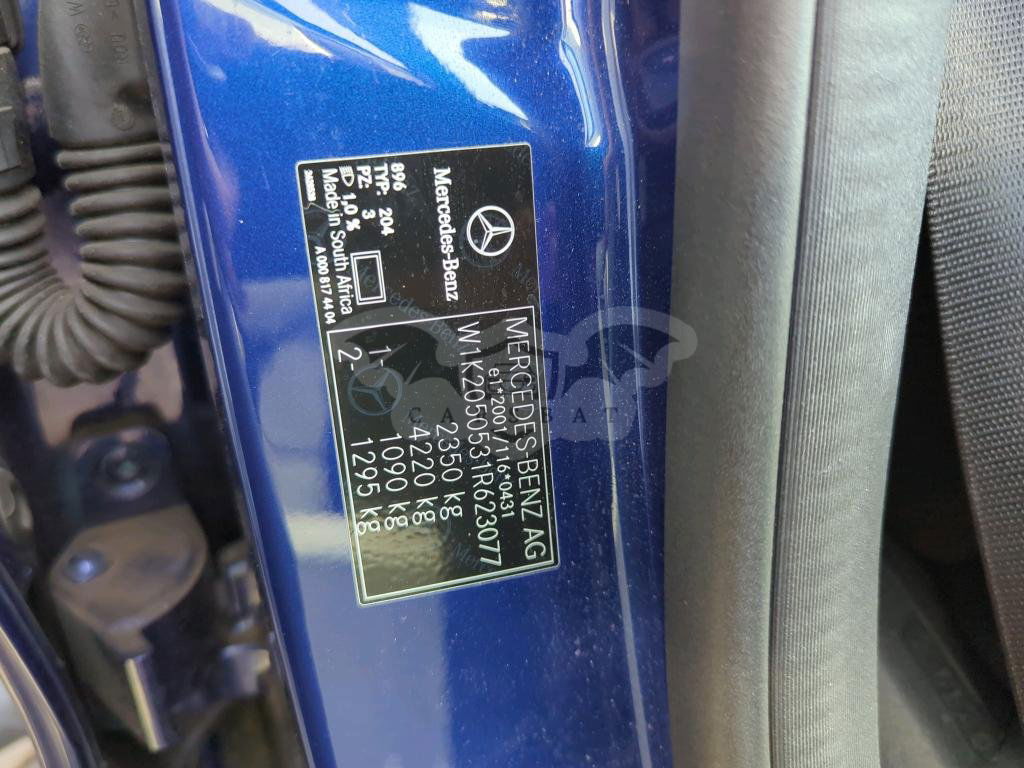 Mercedes-Benz
MERCEDES-BENZ AG
e1*2001/116*0431
W1K2050531R623077
2350 kg
4220 kg
1- 1090 kg
2- 1295 kg
896
TYP: 204
PZ: 3
1,0 %
Made in South Africa
A 000 817 44 04